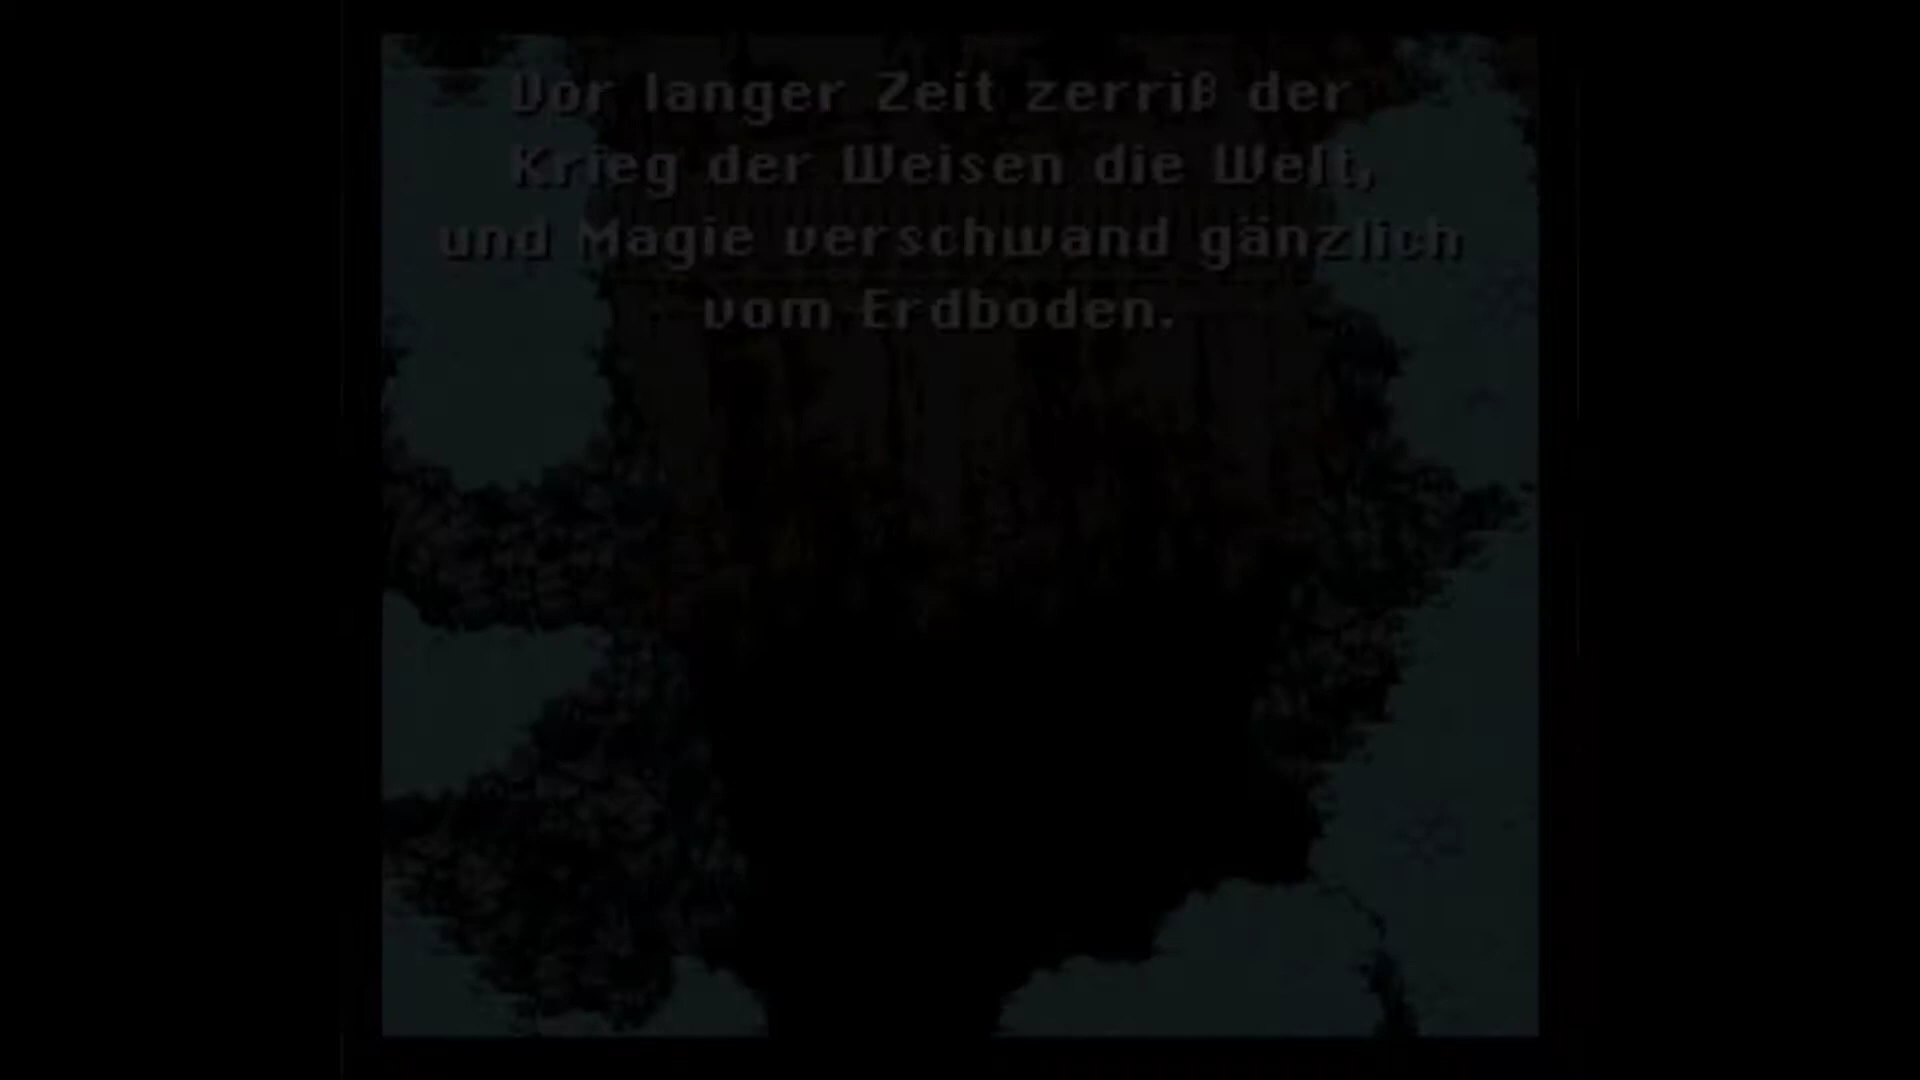 Vor langer Zeit zerriß der
Krieg der Weisen die Welt,
und Magie verschwand gänzlich
vom Erdboden.